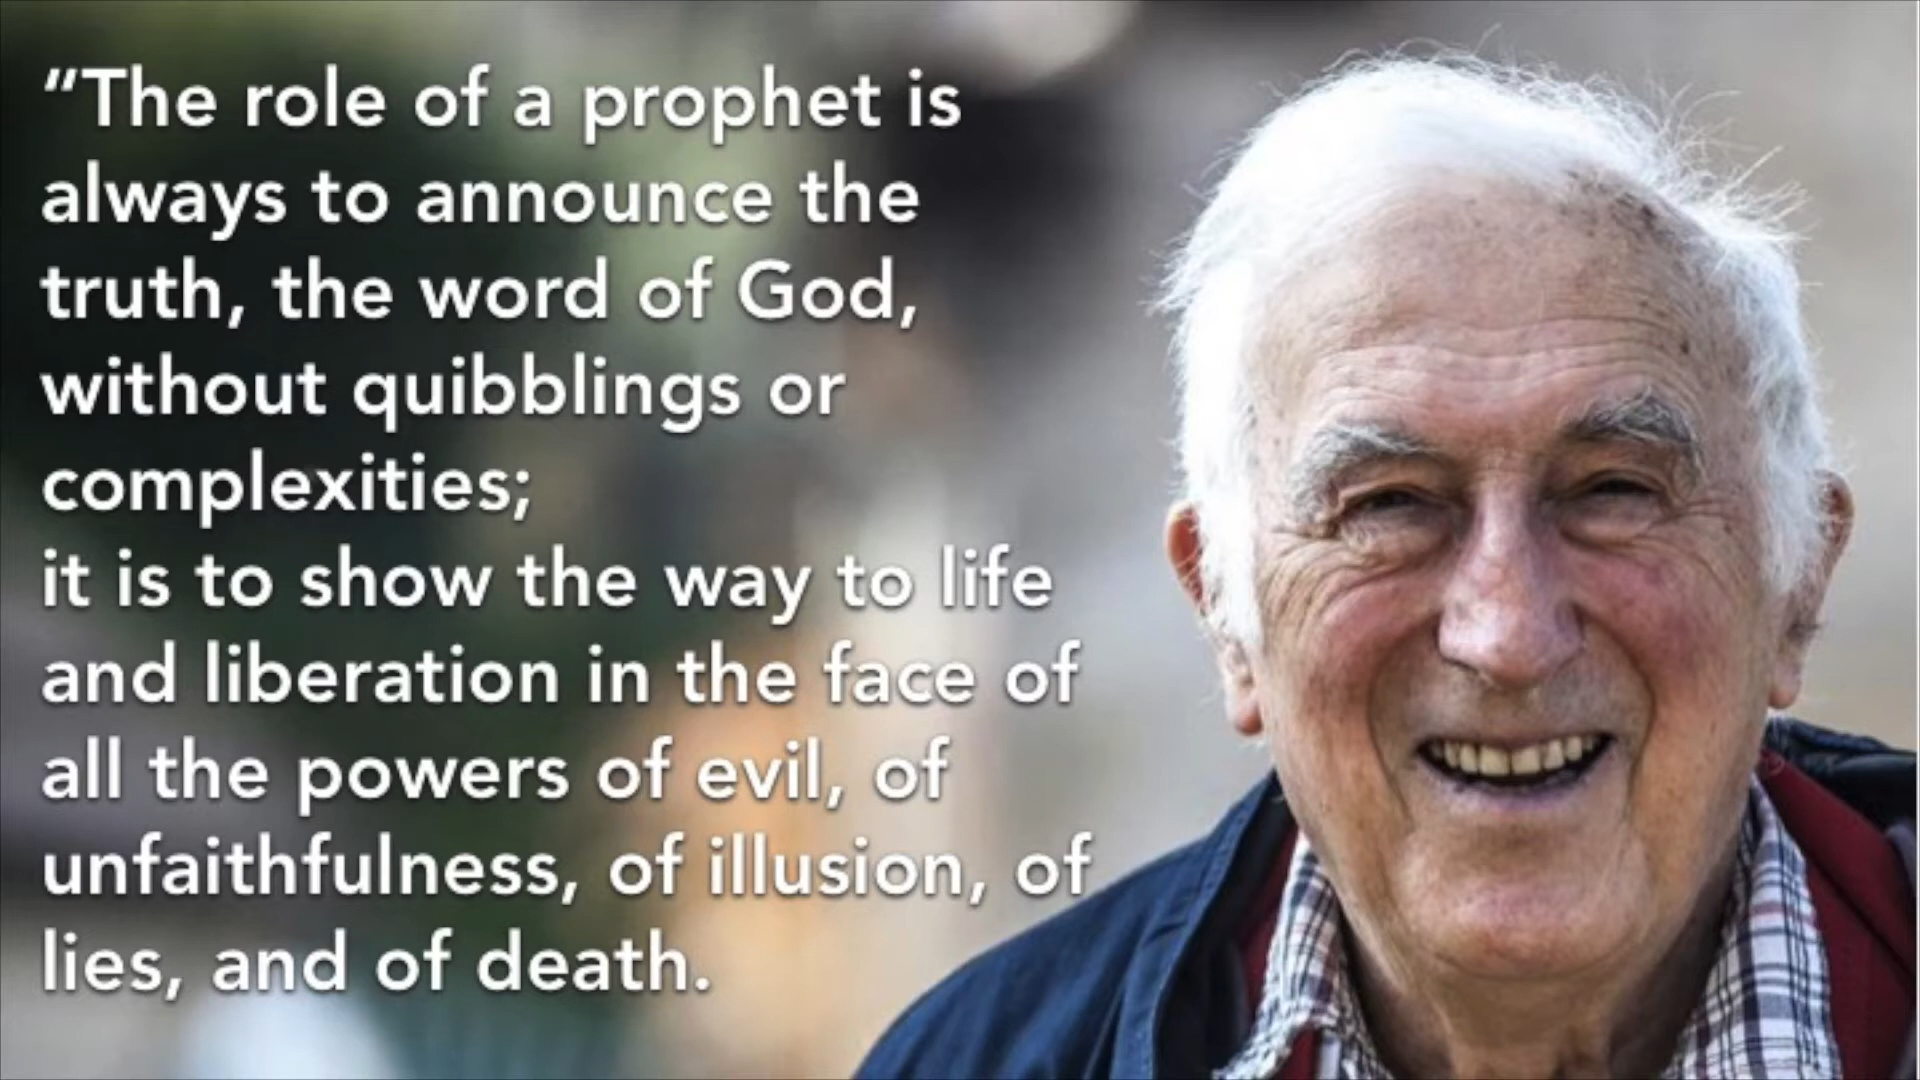 “The role of a prophet is
always to announce the
truth, the word of God,
without quibblings or
complexities;
it is to show the way to life
and liberation in the face of
all the powers of evil, of
unfaithfulness, of illusion, of
lies, and of death.